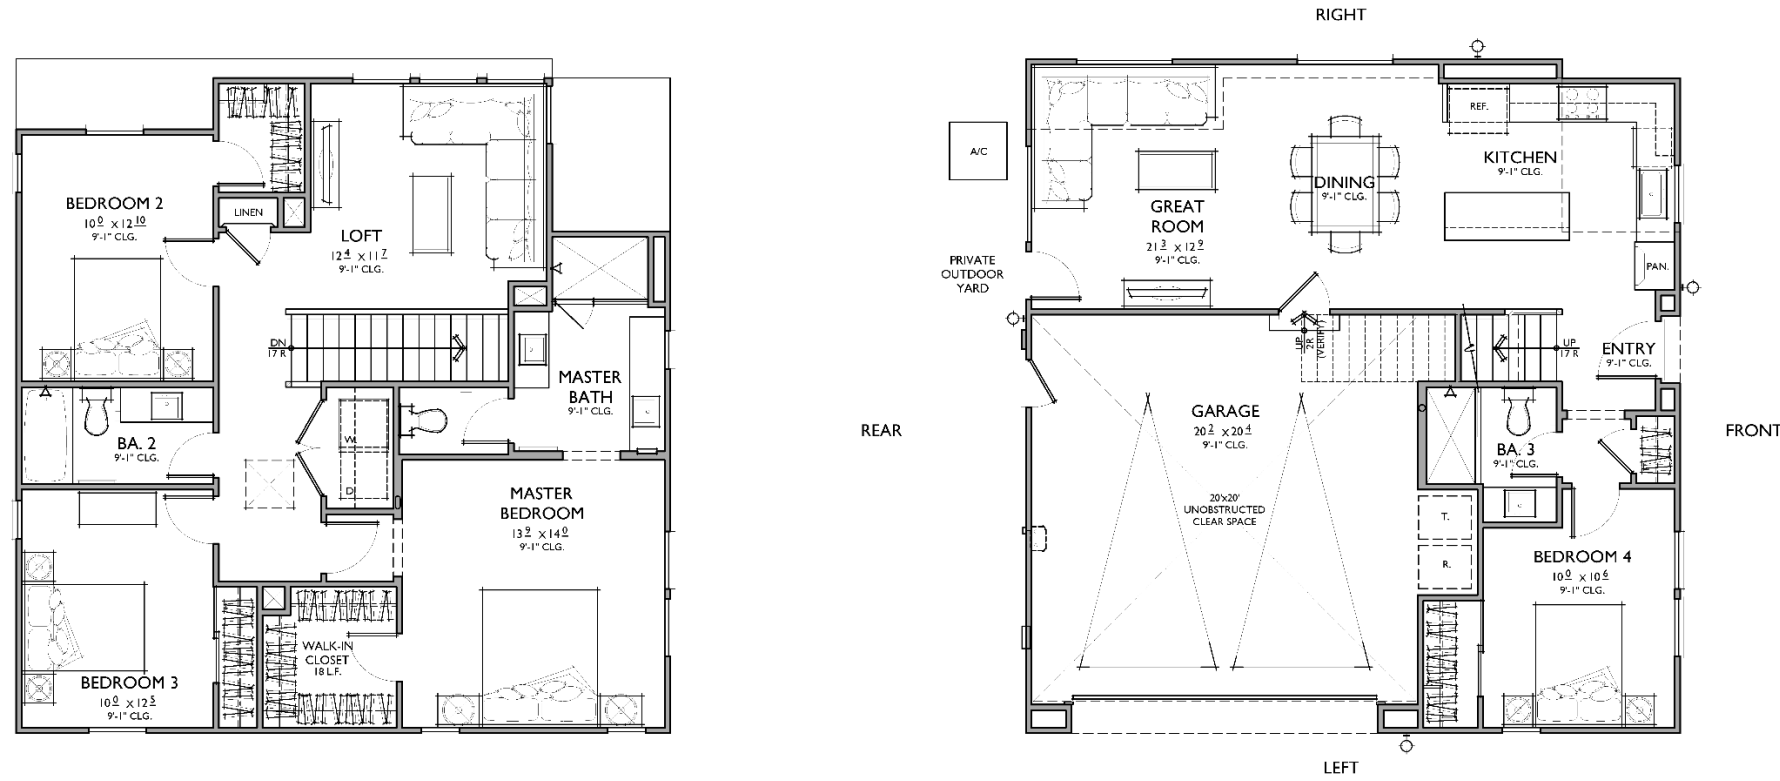 RIGHT
BEDROOM 2
10⁰ x 12¹⁰
9'-1" CLG.
LINEN
LOFT
12⁴ x 11⁷
9'-1" CLG.
DN
17 R
MASTER
BATH
9'-1" CLG.
BA. 2
9'-1" CLG.
W.
D.
MASTER
BEDROOM
13⁹ x 14⁰
9'-1" CLG.
WALK-IN
CLOSET
18 L.F.
BEDROOM 3
10⁰ x 12⁵
9'-1" CLG.
REAR
A/C
PRIVATE
OUTDOOR
YARD
GREAT
ROOM
21³ x 12⁹
9'-1" CLG.
DINING
9'-1" CLG.
REF.
KITCHEN
9'-1" CLG.
PAN.
UP
2R
(VERIFY)
UP
17 R
ENTRY
9'-1" CLG.
GARAGE
20² x 20⁴
9'-1" CLG.
20'x20'
UNOBSTRUCTED
CLEAR SPACE
BA. 3
9'-1" CLG.
T.
R.
BEDROOM 4
10⁰ x 10⁶
9'-1" CLG.
FRONT
LEFT